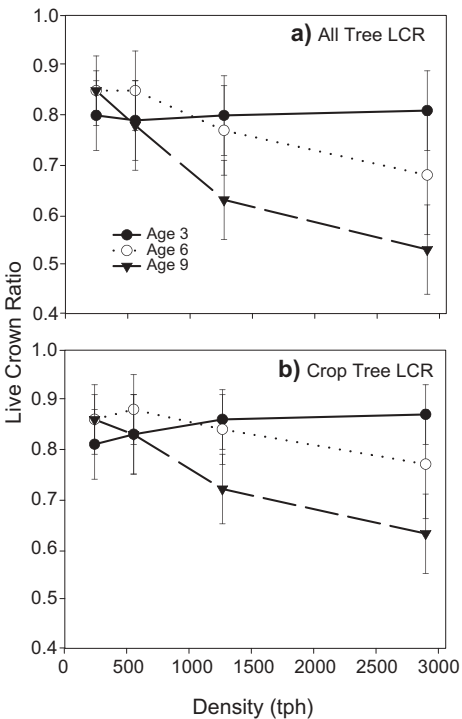 a) All Tree LCR
1.0
0.9
0.8
0.7
0.6
0.5
0.4
Age 3
Age 6
Age 9
Live Crown Ratio
b) Crop Tree LCR
1.0
0.9
0.8
0.7
0.6
0.5
0.4
0 500 1000 1500 2000 2500 3000
Density (tph)